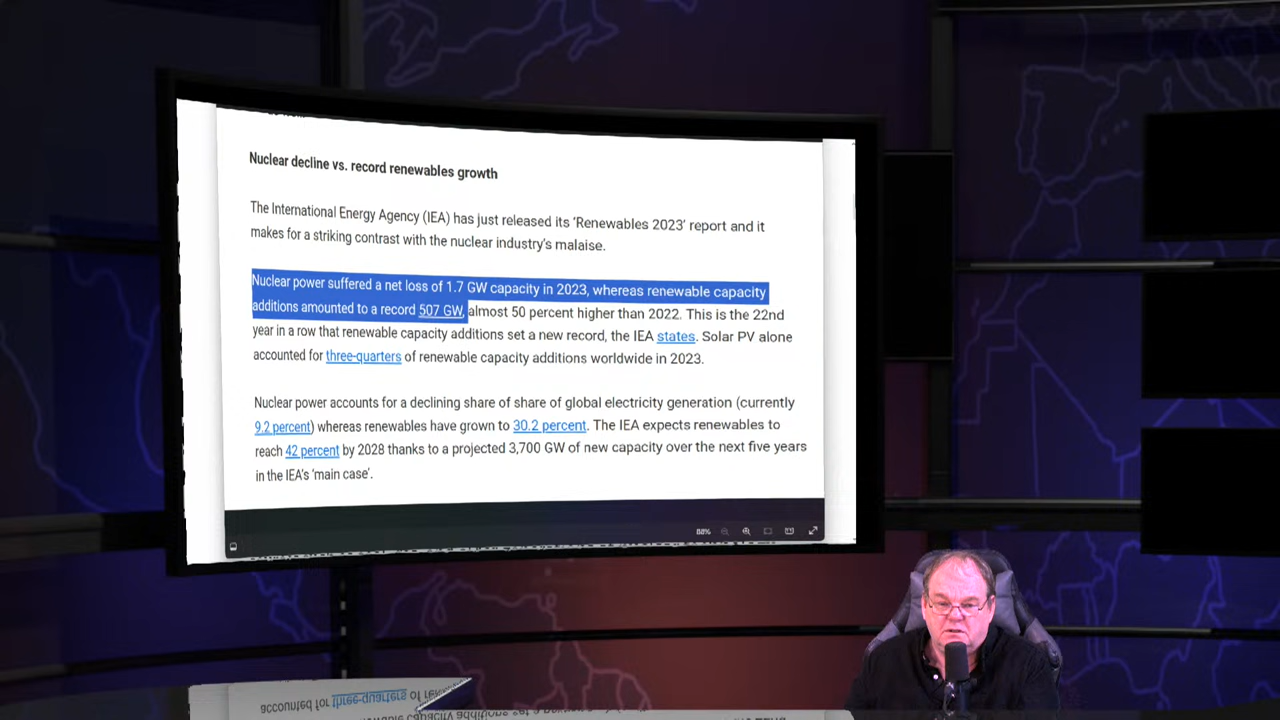 Nuclear decline vs. record renewables growth
The International Energy Agency (IEA) has just released its 'Renewables 2023' report and it
makes for a striking contrast with the nuclear industry's malaise.
Nuclear power suffered a net loss of 1.7 GW capacity in 2023, whereas renewable capacity
additions amounted to a record 507 GW, almost 50 percent higher than 2022. This is the 22nd
year in a row that renewable capacity additions set a new record, the IEA states. Solar PV alone
accounted for three-quarters of renewable capacity additions worldwide in 2023.
Nuclear power accounts for a declining share of share of global electricity generation (currently
9.2 percent) whereas renewables have grown to 30.2 percent. The IEA expects renewables to
reach 42 percent by 2028 thanks to a projected 3,700 GW of new capacity over the next five years
in the IEA's 'main case'.
accounted for three-quarters of